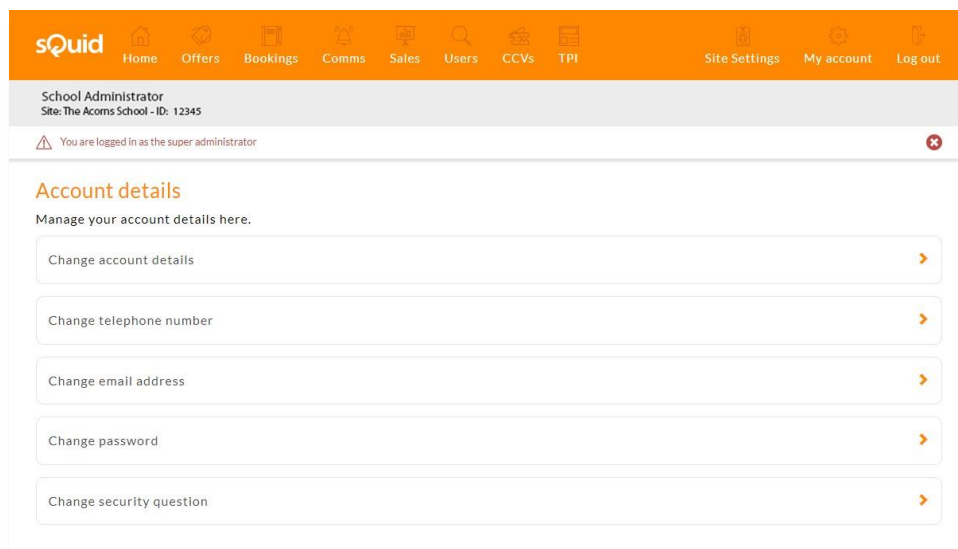 sQuid
Home Offers Bookings Comms Sales Users CCVs TPI Site Settings My account Log out
School Administrator
Site: The Acorns School - ID: 12345
You are logged in as the super administrator
Account details
Manage your account details here.
Change account details
Change telephone number
Change email address
Change password
Change security question